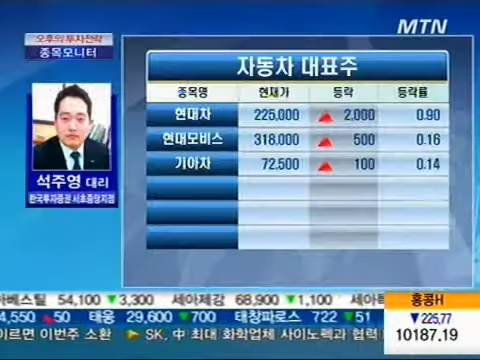 MTN
오후의 투자전략
종목모니터
자동차 대표주
종목명 현재가 등락 등락률
현대차 225,000 ▲ 2,000 0.90
현대모비스 318,000 ▲ 500 0.16
기아차 72,500 ▲ 100 0.14
석주영 대리
한국투자증권 서초중앙지점
아베스틸 54,100 ▼3,300 세아제강 68,900 ▼1,100 세아특
4,550 ▲50 태웅 29,600 ▼700 태창파로스 722 ▼51
이르면 이번주 소환 ▶ SK, 中 최대 화학업체 사이노펙과 협력
홍콩H
▼225.77
10187.19